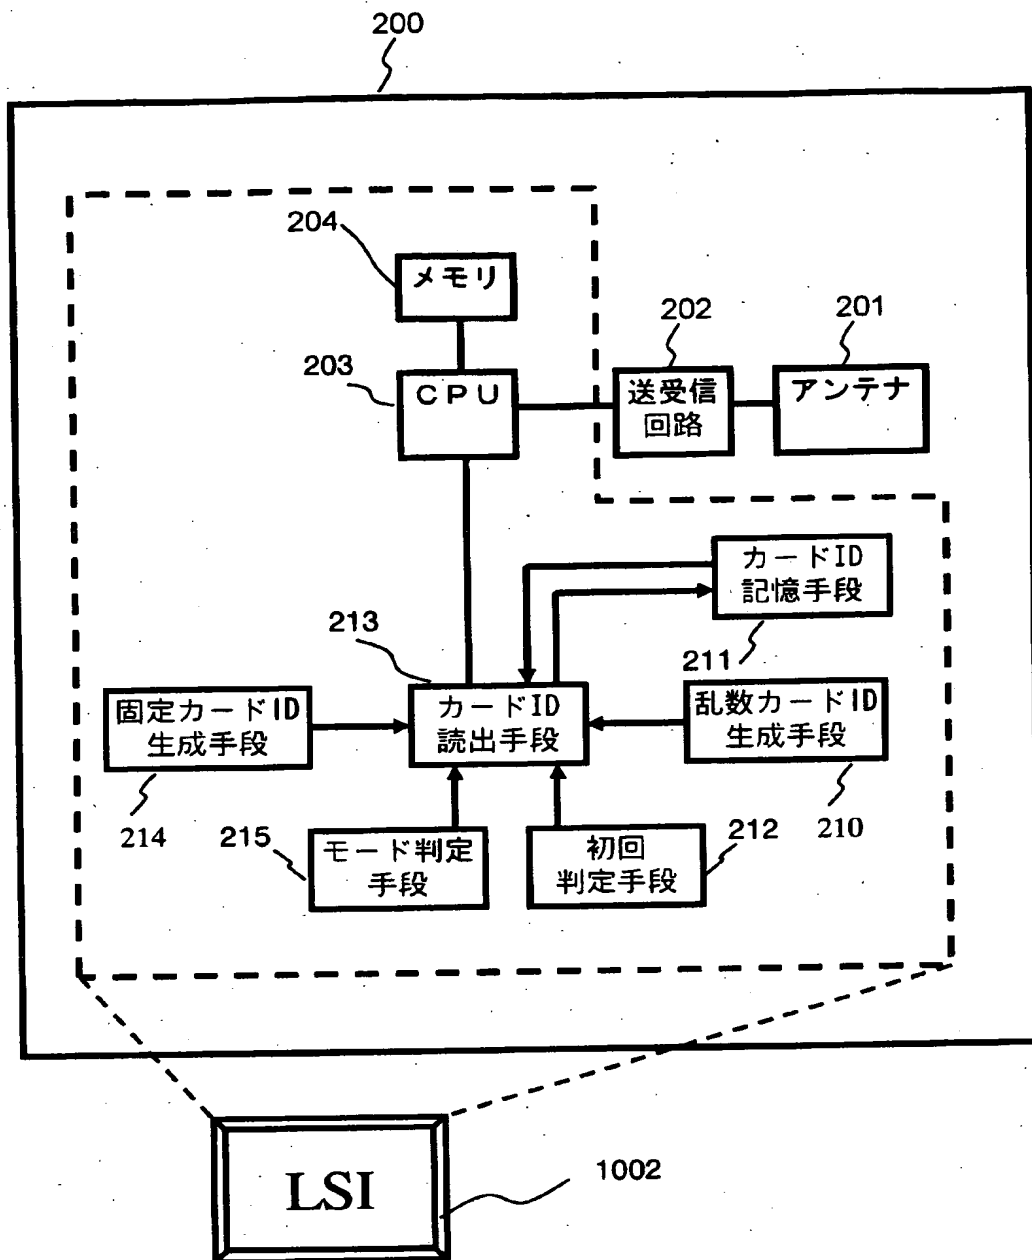 200
204
メモリ
203
CPU
202
送受信
回路
201
アンテナ
カードID
記憶手段
211
213
カードID
読出手段
固定カードID
生成手段
214
乱数カードID
生成手段
210
215
モード判定
手段
初回
判定手段
212
LSI
1002